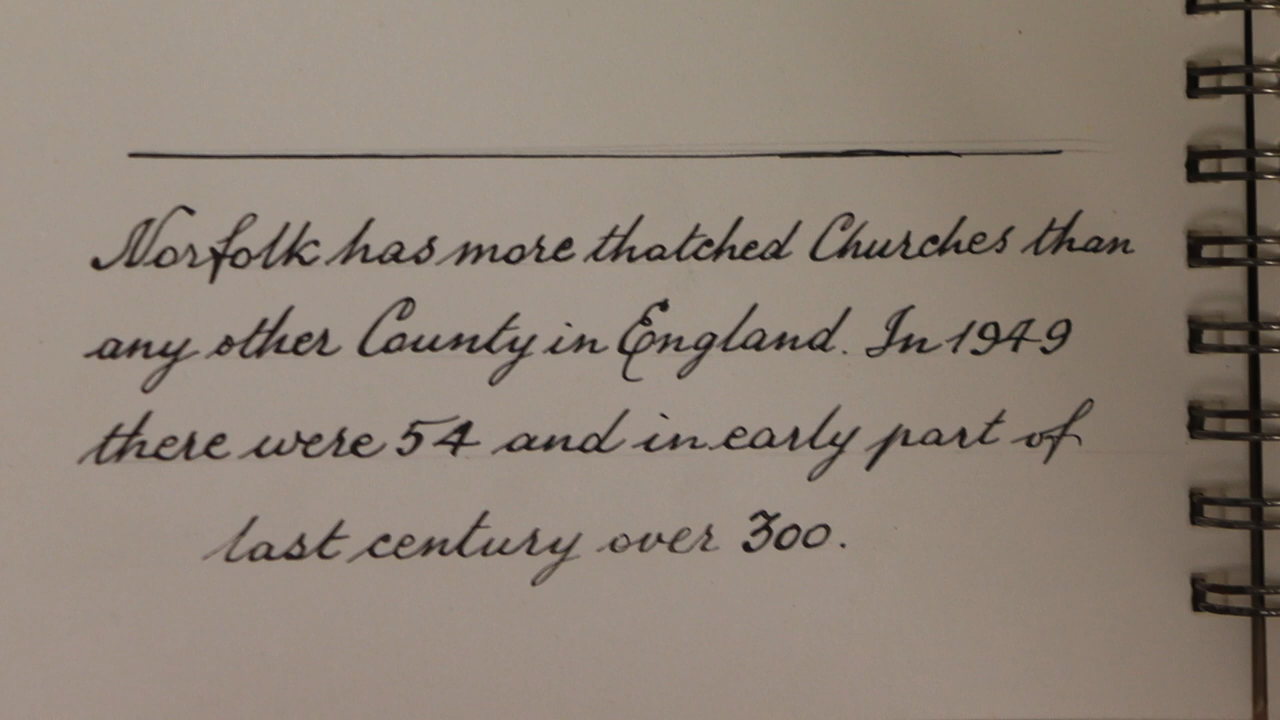 Norfolk has more thatched Churches than
any other County in England. In 1949
there were 54 and in early part of
last century over 300.